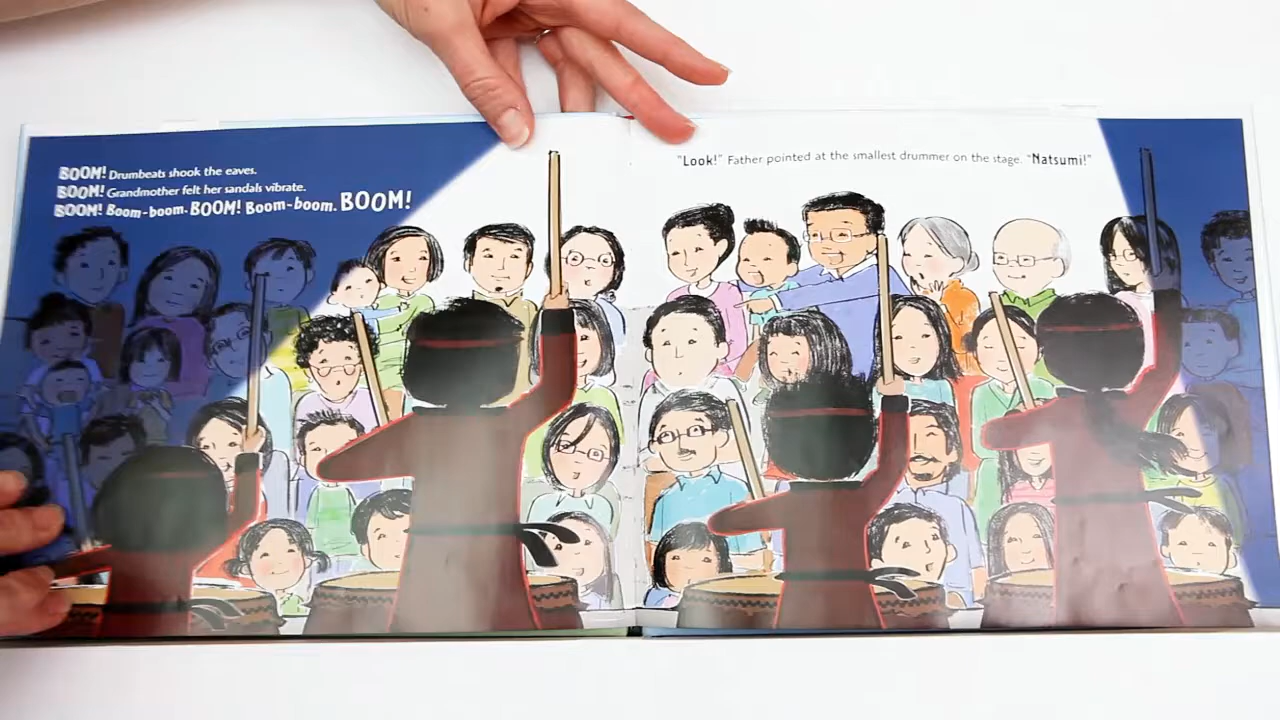 BOOM! Drumbeats shook the eaves.
BOOM! Grandmother felt her sandals vibrate.
BOOM! Boom-boom. BOOM! Boom-boom. BOOM!
"Look!" Father pointed at the smallest drummer on the stage. "Natsumi!"